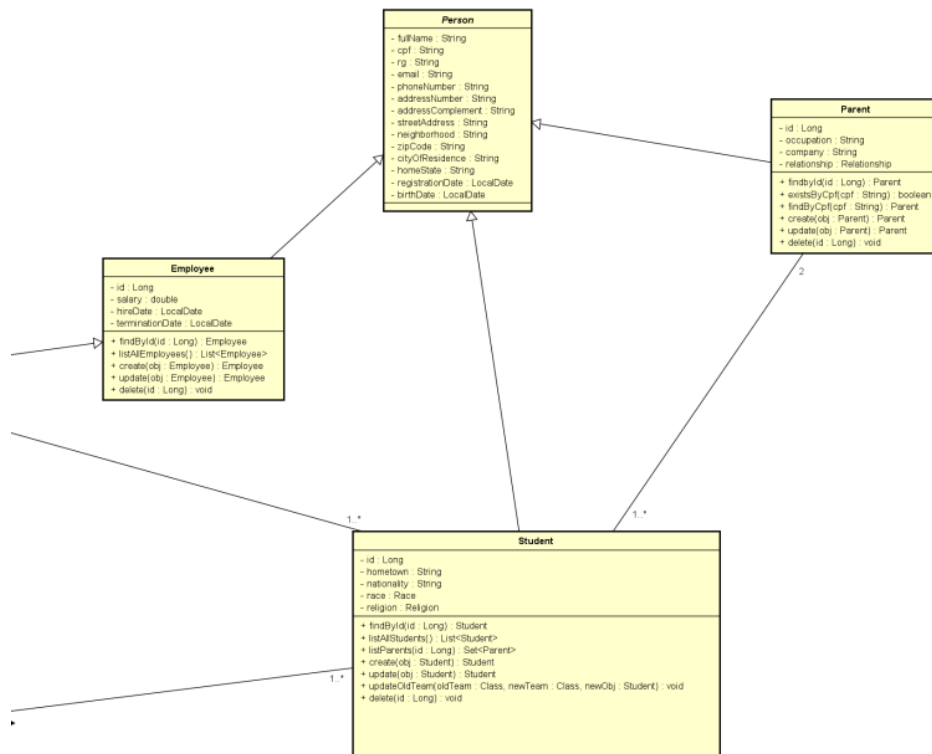 Person
- fullName : String
- cpf : String
- rg : String
- email : String
- phoneNumber : String
- addressNumber : String
- addressComplement : String
- streetAddress : String
- neighborhood : String
- zipCode : String
- cityOfResidence : String
- homeState : String
- registrationDate : LocalDate
- birthDate : LocalDate
Parent
- id : Long
- occupation : String
- company : String
- relationship : Relationship
+ findbyId(id : Long) : Parent
+ existsByCpf(cpf : String) : boolean
+ findByCpf(cpf : String) : Parent
+ create(obj : Parent) : Parent
+ update(obj : Parent) : Parent
+ delete(id : Long) : void
2
Employee
- id : Long
- salary : double
- hireDate : LocalDate
- terminationDate : LocalDate
+ findById(id : Long) : Employee
+ listAllEmployees() : List<Employee>
+ create(obj : Employee) : Employee
+ update(obj : Employee) : Employee
+ delete(id : Long) : void
1..*
1..*
Student
- id : Long
- hometown : String
- nationality : String
- race : Race
- religion : Religion
+ findById(id : Long) : Student
+ listAllStudents() : List<Student>
+ listParents(id : Long) : Set<Parent>
+ create(obj : Student) : Student
+ update(obj : Student) : Student
+ updateOldTeam(oldTeam : Class, newTeam : Class, newObj : Student) : void
+ delete(id : Long) : void
1..*